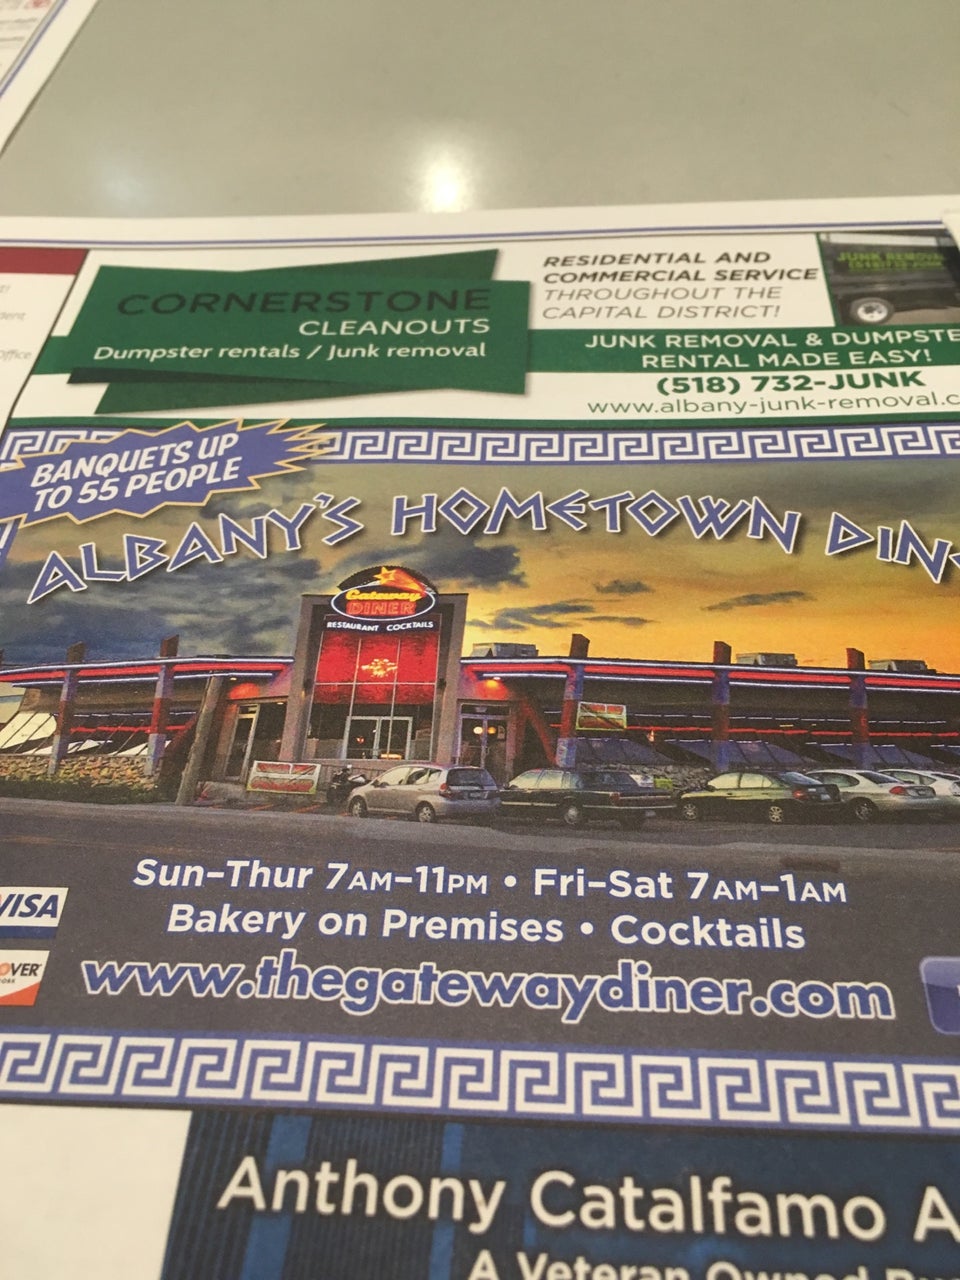 CORNERSTONE
CLEANOUTS
Dumpster rentals / Junk removal
RESIDENTIAL AND
COMMERCIAL SERVICE
THROUGHOUT THE
CAPITAL DISTRICT!
JUNK REMOVAL & DUMPSTE
RENTAL MADE EASY!
(518) 732-JUNK
www.albany-junk-removal.c
BANQUETS UP
TO 55 PEOPLE
ALBANY'S HOMETOWN DIN
Gateway
DINER
RESTAURANT COCKTAILS
Sun-Thur 7AM-11PM • Fri-Sat 7AM-1AM
Bakery on Premises • Cocktails
VISA
OVER
www.thegatewaydiner.com
Anthony Catalfamo A
A Veteran Owned